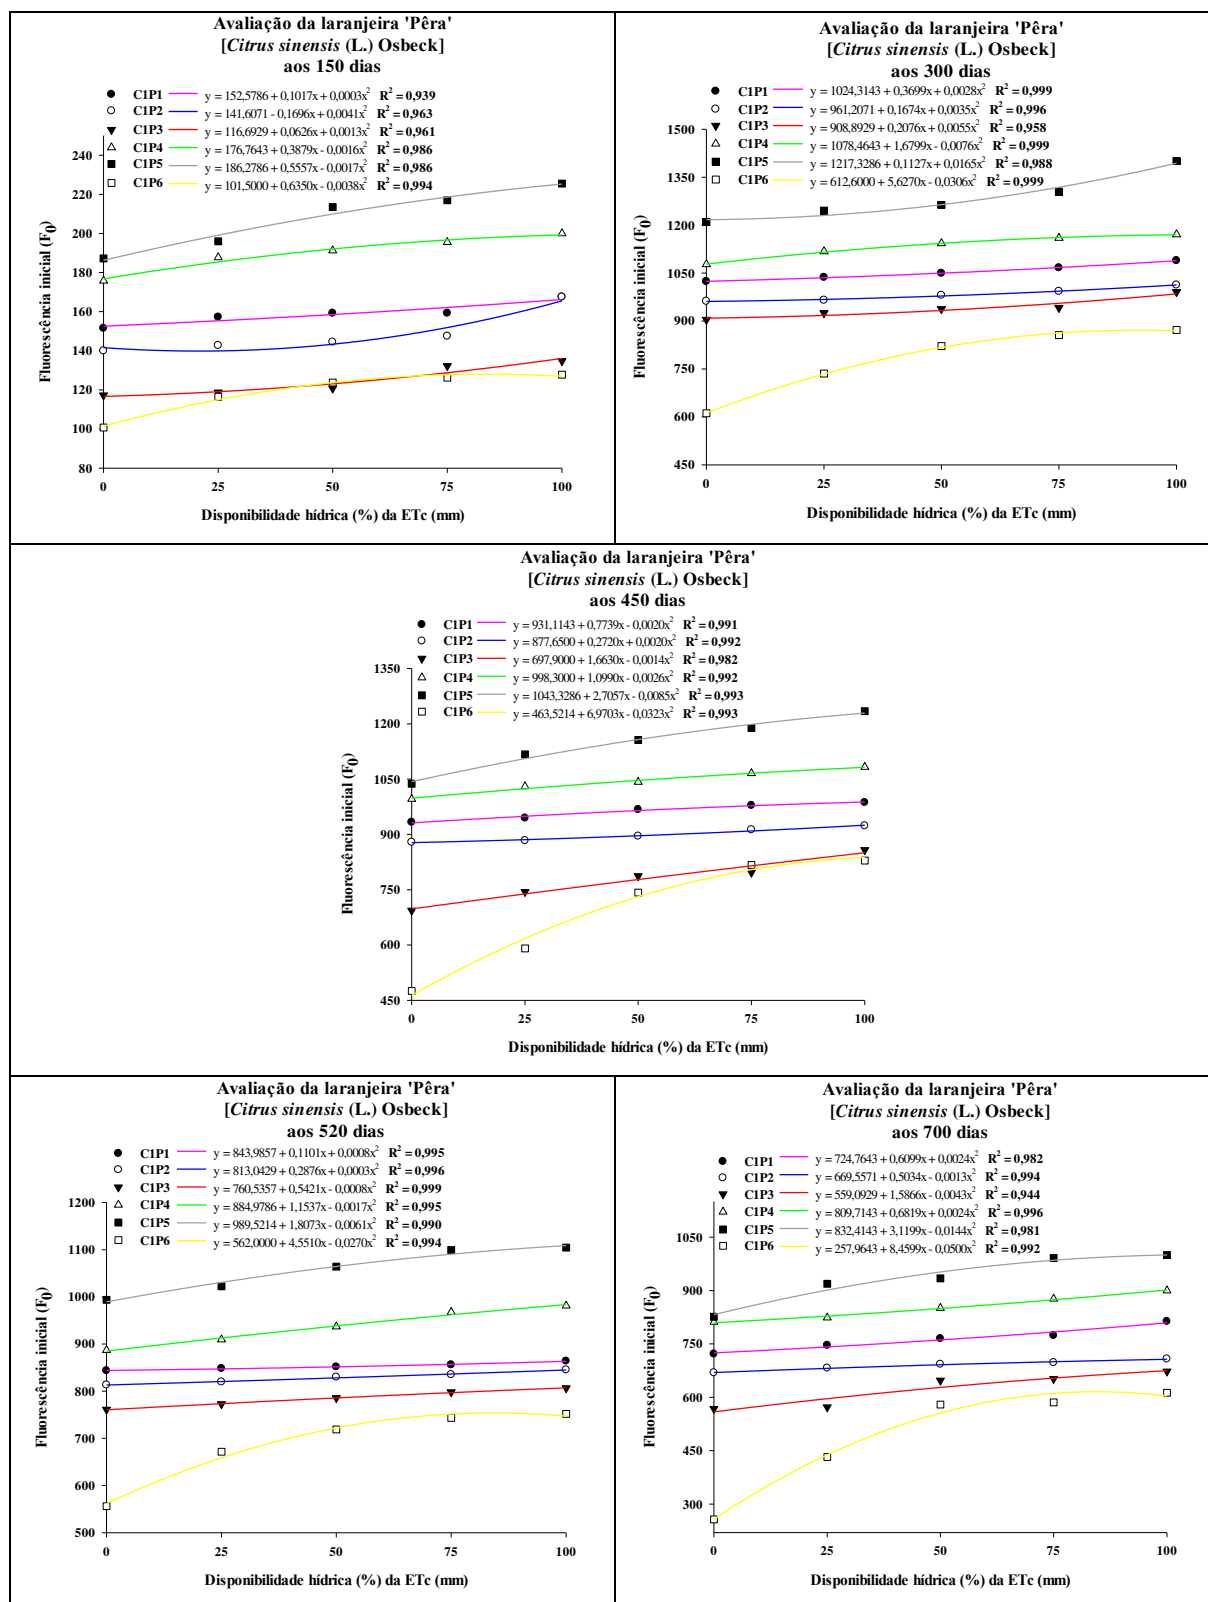 Avaliação da laranjeira 'Pêra'
[Citrus sinensis (L.) Osbeck]
aos 150 dias
C1P1 y = 152,5786 + 0,1017x + 0,0003x² R² = 0,939
C1P2 y = 141,6071 - 0,1696x + 0,0041x² R² = 0,963
C1P3 y = 116,6929 + 0,0626x + 0,0013x² R² = 0,961
C1P4 y = 176,7643 + 0,3879x - 0,0016x² R² = 0,986
C1P5 y = 186,2786 + 0,5557x - 0,0017x² R² = 0,986
C1P6 y = 101,5000 + 0,6350x - 0,0038x² R² = 0,994
Fluorescência inicial (F0)
240
220
200
180
160
140
120
100
80
0 25 50 75 100
Disponibilidade hídrica (%) da ETc (mm)
Avaliação da laranjeira 'Pêra'
[Citrus sinensis (L.) Osbeck]
aos 300 dias
C1P1 y = 1024,3143 + 0,3699x + 0,0028x² R² = 0,999
C1P2 y = 961,2071 + 0,1674x + 0,0035x² R² = 0,996
C1P3 y = 908,8929 + 0,2076x + 0,0055x² R² = 0,958
C1P4 y = 1078,4643 + 1,6799x - 0,0076x² R² = 0,999
C1P5 y = 1217,3286 + 0,1127x + 0,0165x² R² = 0,988
C1P6 y = 612,6000 + 5,6270x - 0,0306x² R² = 0,999
Fluorescência inicial (F0)
1500
1350
1200
1050
900
750
600
450
0 25 50 75 100
Disponibilidade hídrica (%) da ETc (mm)
Avaliação da laranjeira 'Pêra'
[Citrus sinensis (L.) Osbeck]
aos 450 dias
C1P1 y = 931,1143 + 0,7739x - 0,0020x² R² = 0,991
C1P2 y = 877,6500 + 0,2720x + 0,0020x² R² = 0,992
C1P3 y = 697,9000 + 1,6630x - 0,0014x² R² = 0,982
C1P4 y = 998,3000 + 1,0990x - 0,0026x² R² = 0,992
C1P5 y = 1043,3286 + 2,7057x - 0,0085x² R² = 0,993
C1P6 y = 463,5214 + 6,9703x - 0,0323x² R² = 0,993
Fluorescência inicial (F0)
1350
1200
1050
900
750
600
450
0 25 50 75 100
Disponibilidade hídrica (%) da ETc (mm)
Avaliação da laranjeira 'Pêra'
[Citrus sinensis (L.) Osbeck]
aos 520 dias
C1P1 y = 843,9857 + 0,1101x + 0,0008x² R² = 0,995
C1P2 y = 813,0429 + 0,2876x + 0,0003x² R² = 0,996
C1P3 y = 760,5357 + 0,5421x - 0,0008x² R² = 0,999
C1P4 y = 884,9786 + 1,1537x - 0,0017x² R² = 0,995
C1P5 y = 989,5214 + 1,8073x - 0,0061x² R² = 0,990
C1P6 y = 562,0000 + 4,5510x - 0,0270x² R² = 0,994
Fluorescência inicial (F0)
1200
1100
1000
900
800
700
600
500
0 25 50 75 100
Disponibilidade hídrica (%) da ETc (mm)
Avaliação da laranjeira 'Pêra'
[Citrus sinensis (L.) Osbeck]
aos 700 dias
C1P1 y = 724,7643 + 0,6099x + 0,0024x² R² = 0,982
C1P2 y = 669,5571 + 0,5034x - 0,0013x² R² = 0,994
C1P3 y = 559,0929 + 1,5866x - 0,0043x² R² = 0,944
C1P4 y = 809,7143 + 0,6819x + 0,0024x² R² = 0,996
C1P5 y = 832,4143 + 3,1199x - 0,0144x² R² = 0,981
C1P6 y = 257,9643 + 8,4599x - 0,0500x² R² = 0,992
Fluorescência inicial (F0)
1050
900
750
600
450
300
0 25 50 75 100
Disponibilidade hídrica (%) da ETc (mm)